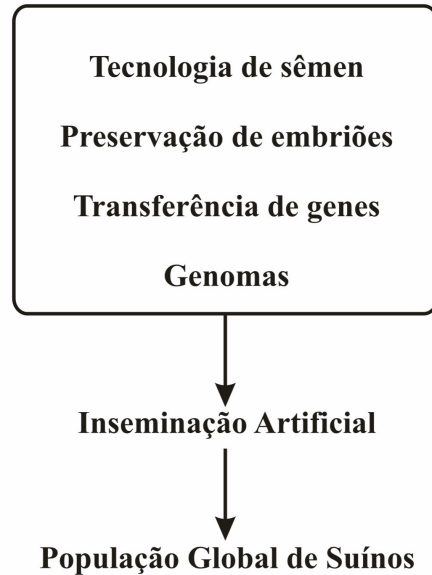 Tecnologia de sêmen
Preservação de embriões
Transferência de genes
Genomas
Inseminação Artificial
População Global de Suínos